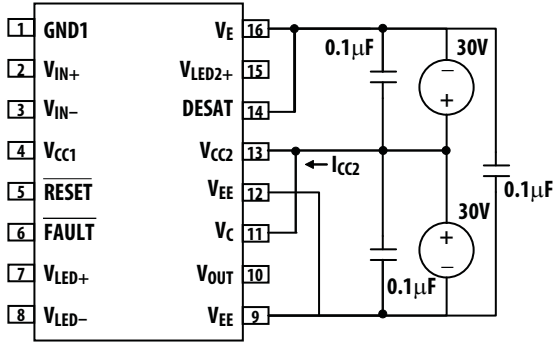 1 GND1 VE 16
2 VIN+ VLED2+ 15
3 VIN– DESAT 14
4 VCC1 VCC2 13
5 RESET VEE 12
6 FAULT VC 11
7 VLED+ VOUT 10
8 VLED– VEE 9
0.1μF
30V
–
+
ICC2
0.1μF
30V
+
–
0.1μF